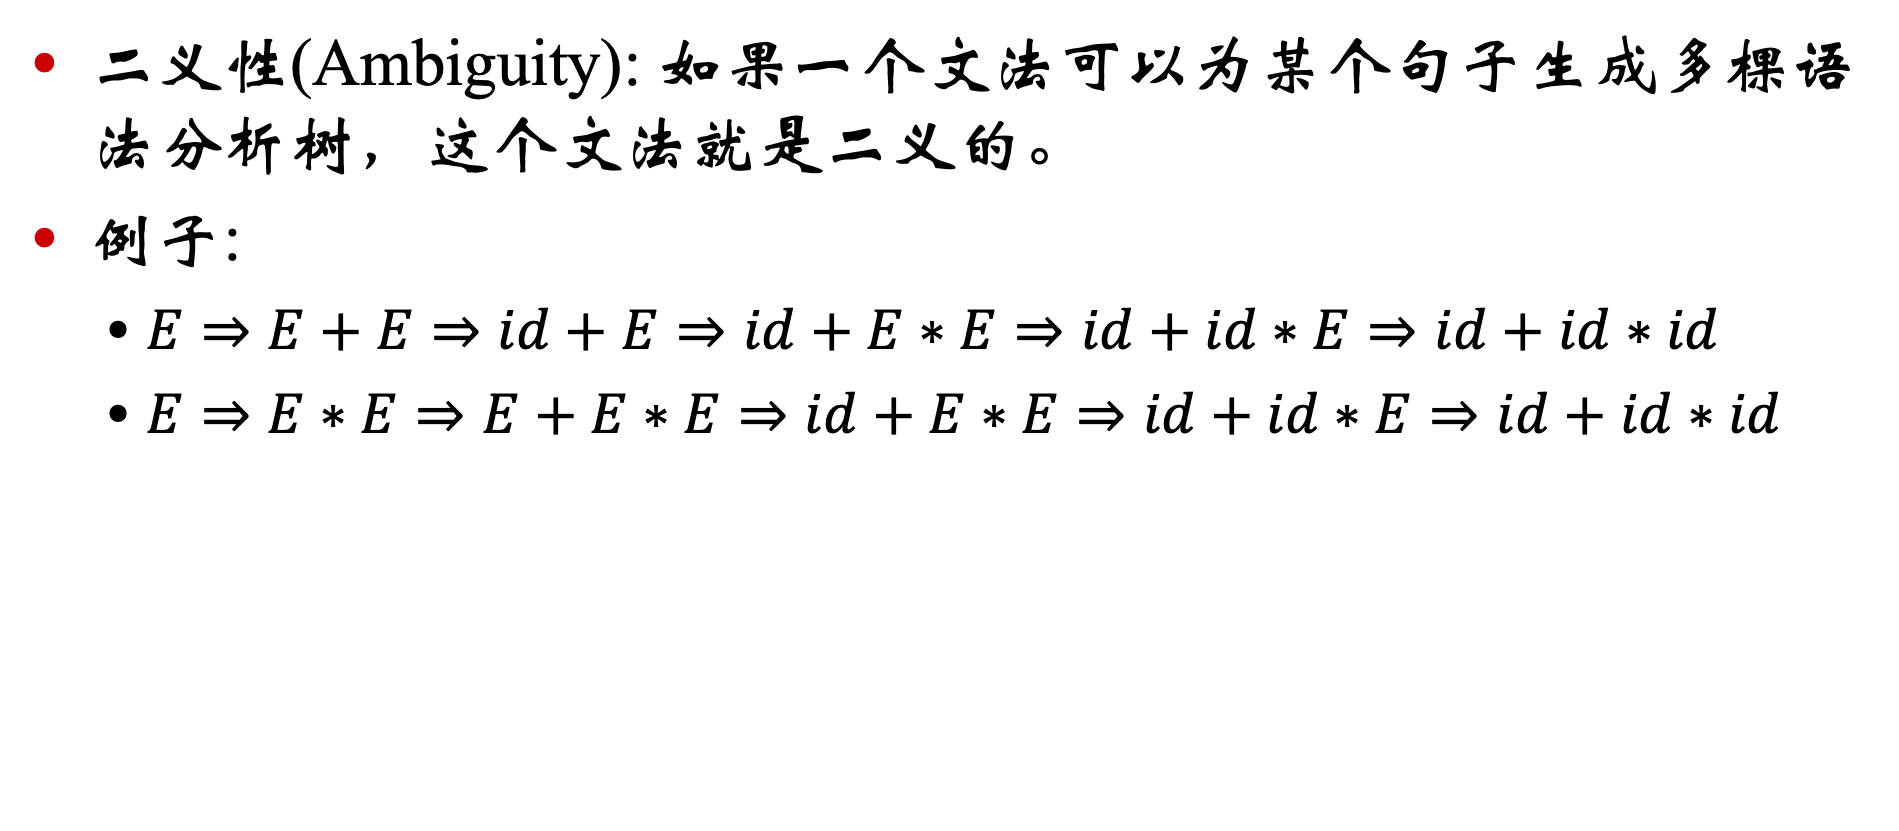 • 二义性(Ambiguity): 如果一个文法可以为某个句子生成多棵语
法分析树，这个文法就是二义的。
• 例子:
• E ⇒ E + E ⇒ id + E ⇒ id + E ∗ E ⇒ id + id ∗ E ⇒ id + id ∗ id
• E ⇒ E ∗ E ⇒ E + E ∗ E ⇒ id + E ∗ E ⇒ id + id ∗ E ⇒ id + id ∗ id